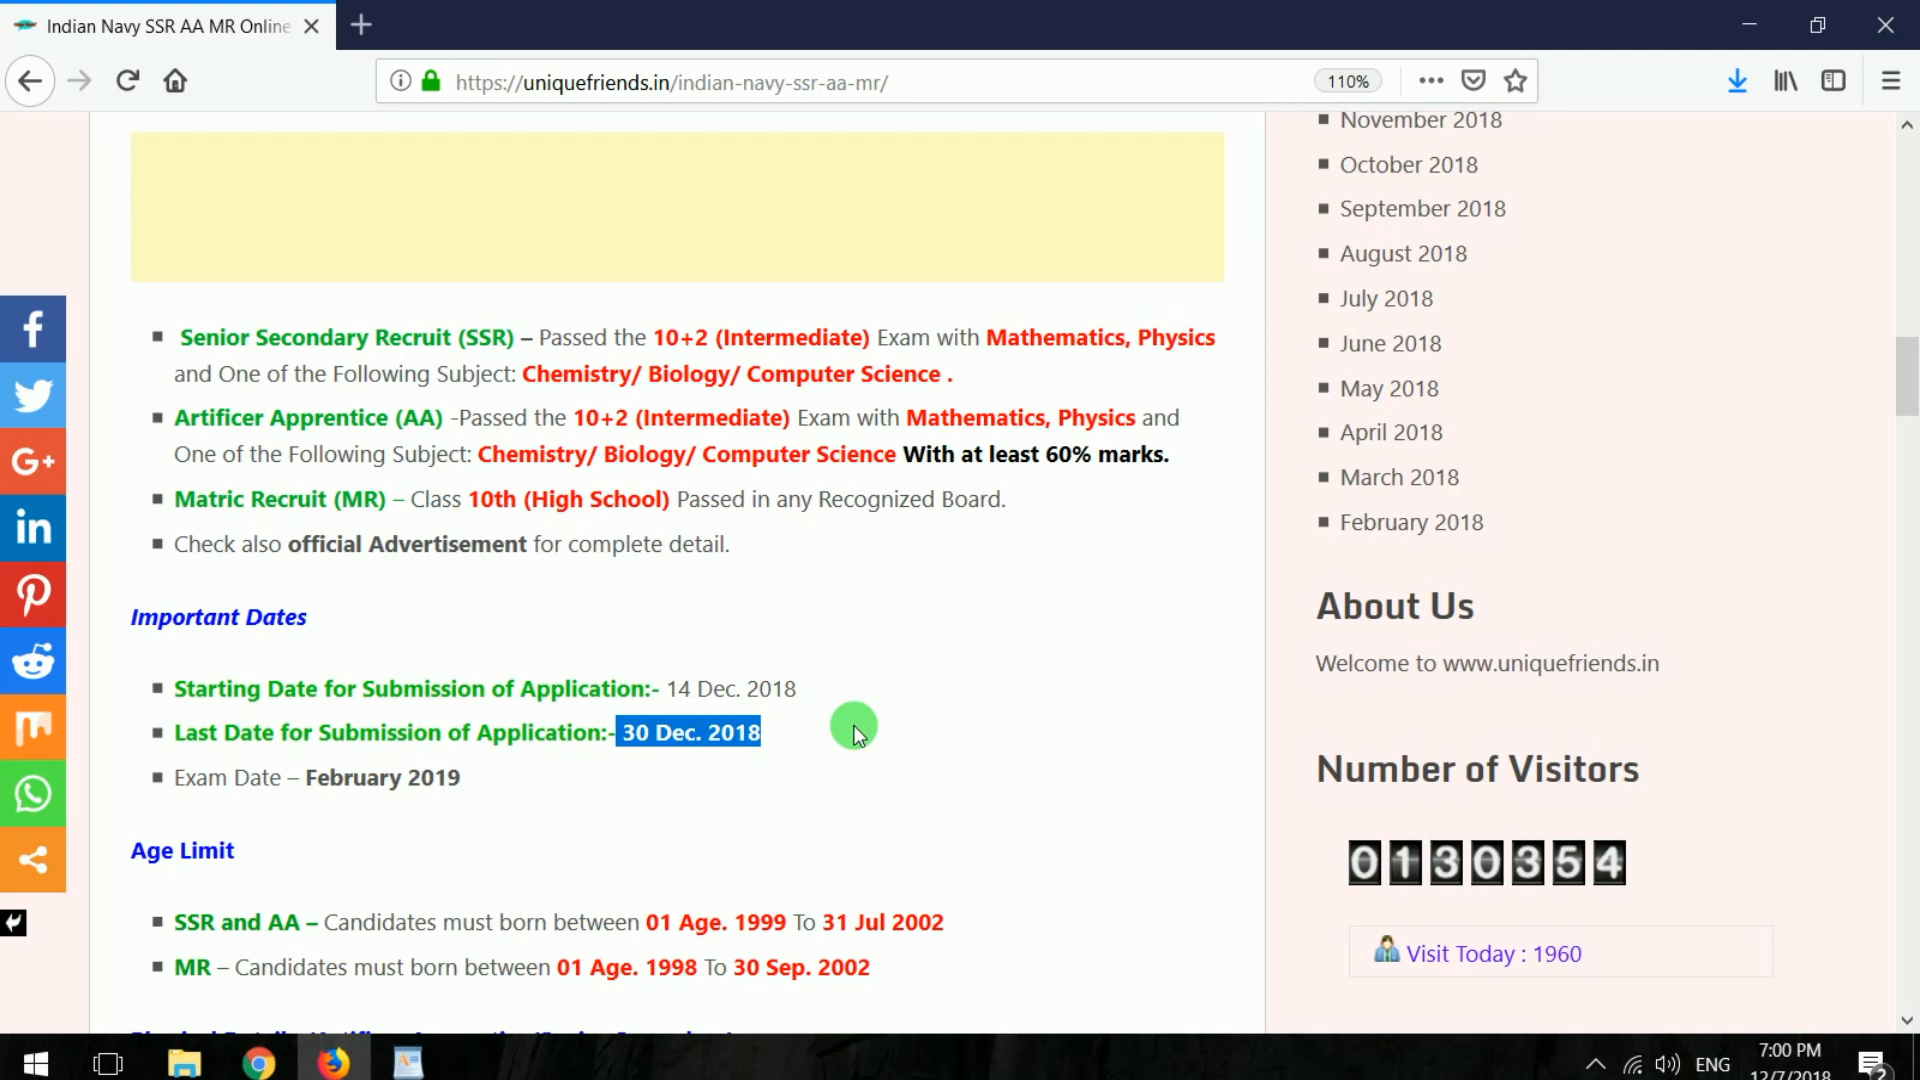 Indian Navy SSR AA MR Online
https://uniquefriends.in/indian-navy-ssr-aa-mr/
110%
Senior Secondary Recruit (SSR) – Passed the 10+2 (Intermediate) Exam with Mathematics, Physics
and One of the Following Subject: Chemistry/ Biology/ Computer Science .
Artificer Apprentice (AA) -Passed the 10+2 (Intermediate) Exam with Mathematics, Physics and
One of the Following Subject: Chemistry/ Biology/ Computer Science With at least 60% marks.
Matric Recruit (MR) – Class 10th (High School) Passed in any Recognized Board.
Check also official Advertisement for complete detail.
Important Dates
Starting Date for Submission of Application:- 14 Dec. 2018
Last Date for Submission of Application:- 30 Dec. 2018
Exam Date – February 2019
Age Limit
SSR and AA – Candidates must born between 01 Age. 1999 To 31 Jul 2002
MR – Candidates must born between 01 Age. 1998 To 30 Sep. 2002
November 2018
October 2018
September 2018
August 2018
July 2018
June 2018
May 2018
April 2018
March 2018
February 2018
About Us
Welcome to www.uniquefriends.in
Number of Visitors
0130354
Visit Today : 1960
ENG
7:00 PM
12/7/2018
2